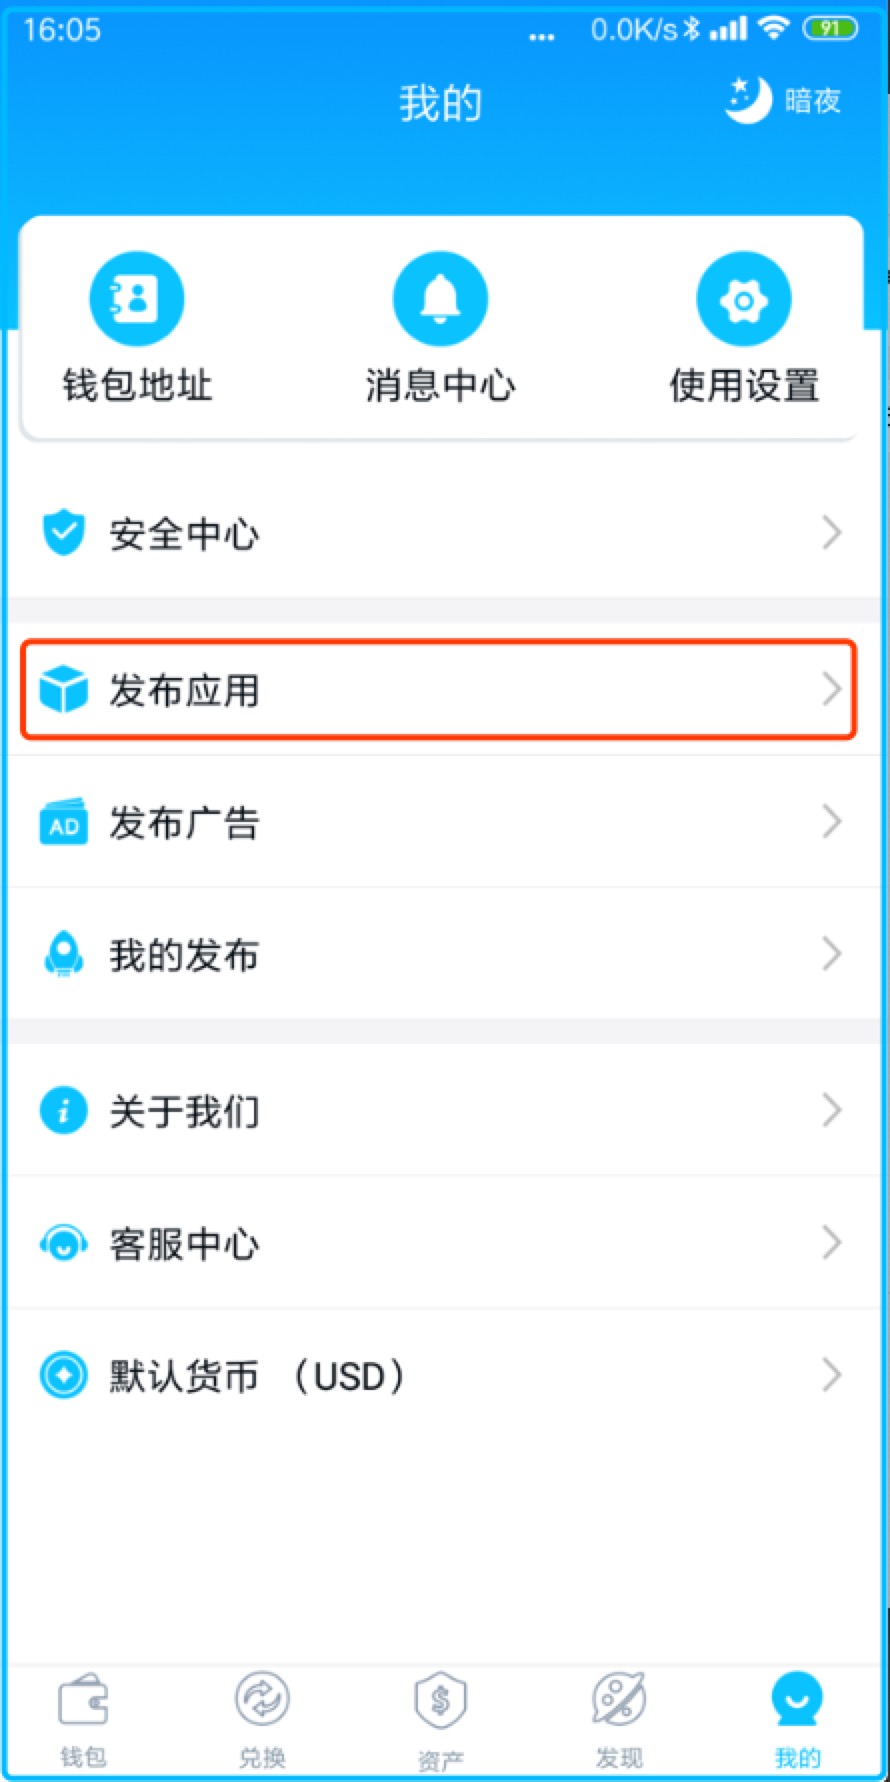 16:05 ... 0.0K/s 91
我的
暗夜
钱包地址 消息中心 使用设置
安全中心
发布应用
AD 发布广告
我的发布
i 关于我们
客服中心
默认货币 （USD）
$
钱包 兑换 资产 发现 我的